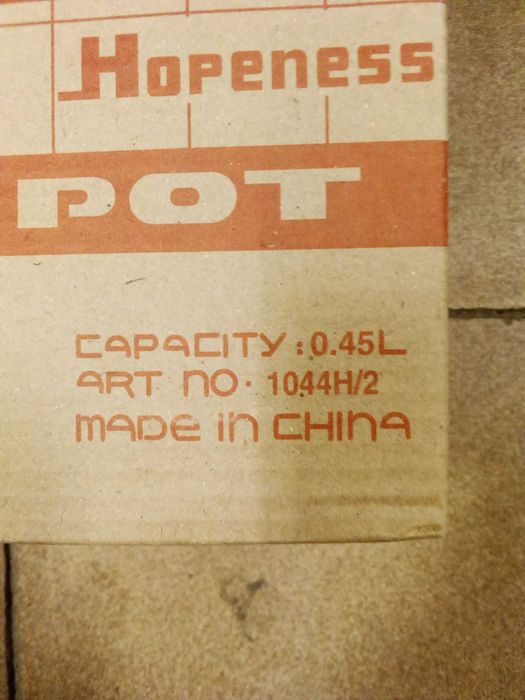 Hopeness
POT
CAPACITY : 0.45L
ART NO. 1044H/2
MADE IN CHINA